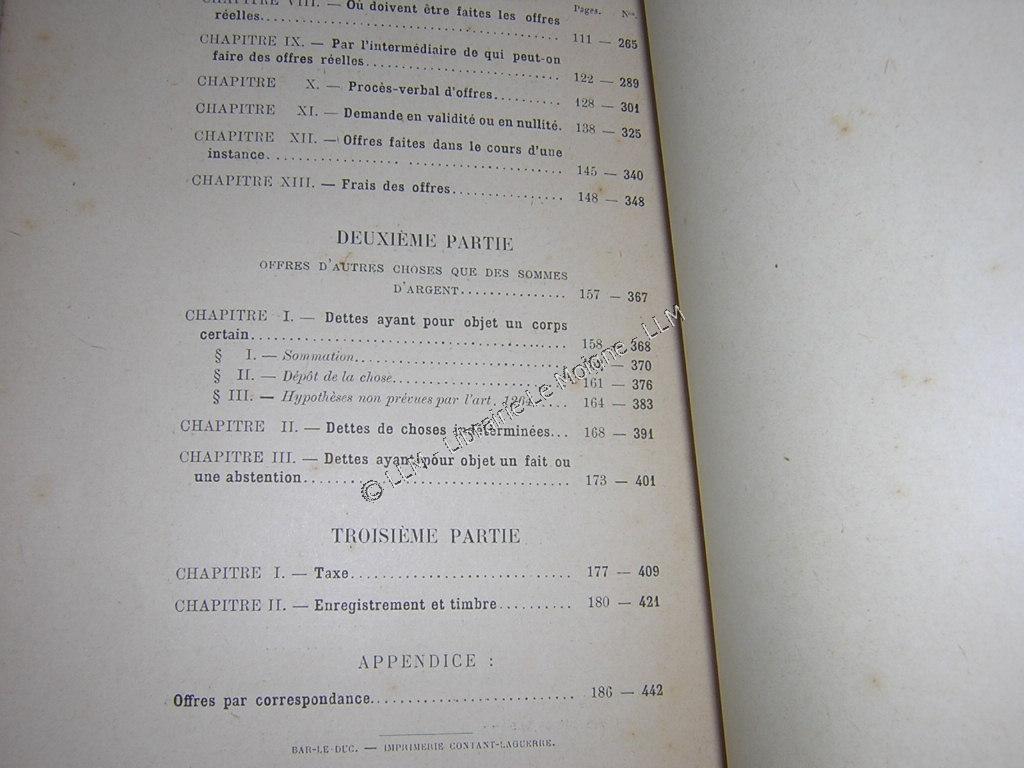 CHAPITRE VIII. — Où doivent être faites les offres Pages. Nos.
réelles........ 111 — 265
CHAPITRE IX. — Par l'intermédiaire de qui peut-on
faire des offres réelles........ 122 — 289
CHAPITRE X. — Procès-verbal d'offres........ 128 — 301
CHAPITRE XI. — Demande en validité ou en nullité. 138 — 325
CHAPITRE XII. — Offres faites dans le cours d'une
instance........ 145 — 340
CHAPITRE XIII. — Frais des offres........ 148 — 348
DEUXIÈME PARTIE
OFFRES D'AUTRES CHOSES QUE DES SOMMES
D'ARGENT........ 157 — 367
CHAPITRE I. — Dettes ayant pour objet un corps
certain........ 158 — 368
§ I. — Sommation........ — 370
§ II. — Dépôt de la chose........ 161 — 376
§ III. — Hypothèses non prévues par l'art. 1264..... 164 — 383
CHAPITRE II. — Dettes de choses indéterminées... 168 — 391
CHAPITRE III. — Dettes ayant pour objet un fait ou
une abstention........ 173 — 401
TROISIÈME PARTIE
CHAPITRE I. — Taxe........ 177 — 409
CHAPITRE II. — Enregistrement et timbre........ 180 — 421
APPENDICE :
Offres par correspondance........ 186 — 442
BAR-LE-DUC. — IMPRIMERIE CONTANT-LAGUERRE.
© LLM - Librairie Le Moigne - LLM